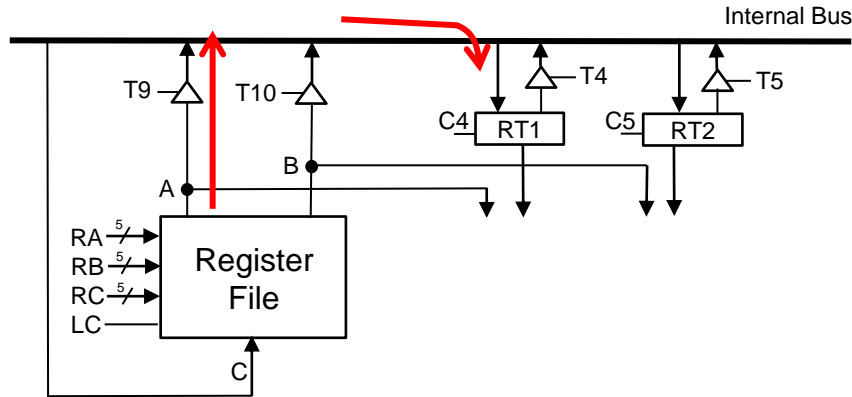 Internal Bus
T9
T10
T4
T5
C4
RT1
C5
RT2
B
A
RA
5
RB
5
RC
5
LC
Register
File
C